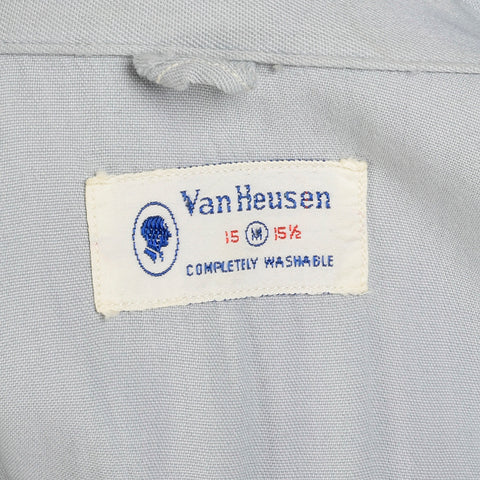 Van Heusen
15 M 15½
COMPLETELY WASHABLE